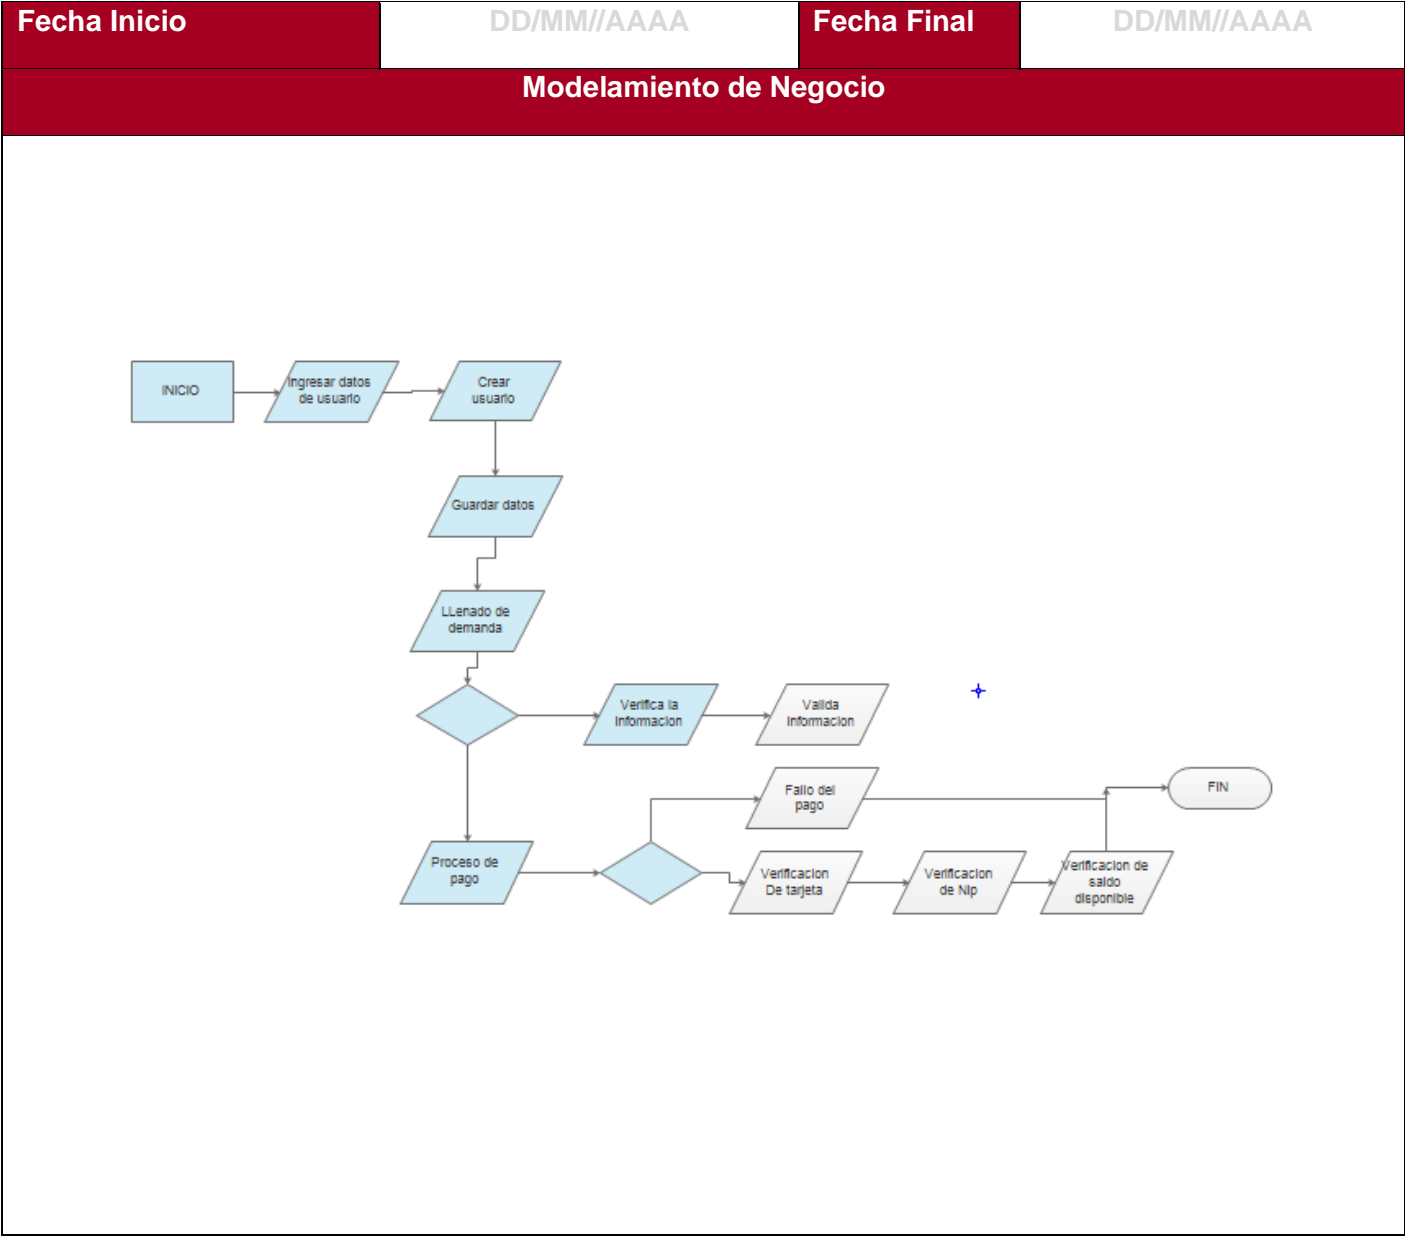 Fecha Inicio
DD/MM//AAAA
Fecha Final
DD/MM//AAAA
Modelamiento de Negocio
INICIO
Ingresar datos
de usuario
Crear
usuario
Guardar datos
LLenado de
demanda
Verifica la
Informacion
Valida
Informacion
Fallo del
pago
FIN
Proceso de
pago
Verificacion
De tarjeta
Verificacion
de Nip
Verificacion de
saldo
disponible